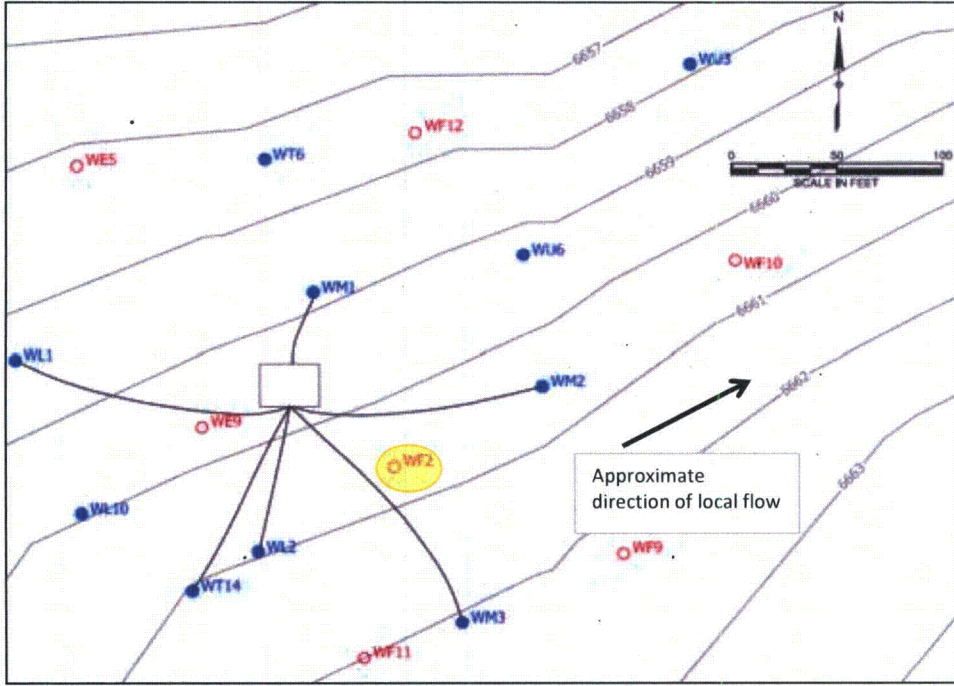 N
6657
WU3
6658
WF12
WE5
WT6
6659
0 50 100
SCALE IN FEET
6660
WU6
WF10
WM1
6661
WL1
WM2
6662
WE9
WF2
Approximate
direction of local flow
6663
WL10
WL2
WF9
WT14
WM3
WF11